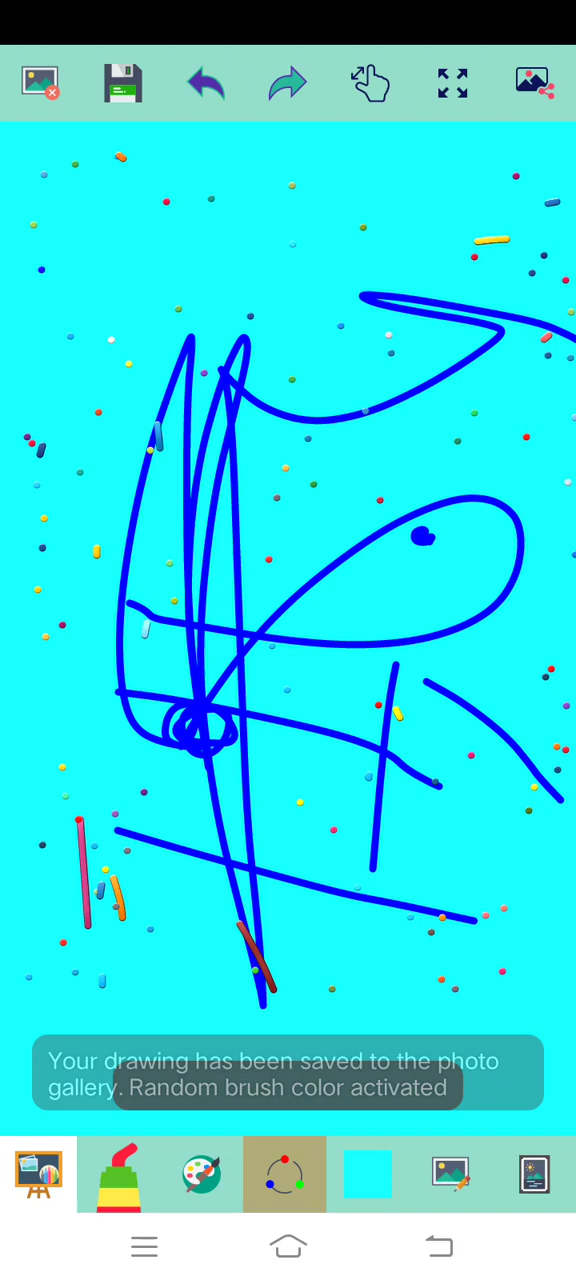 Your drawing has been saved to the photo
gallery. Random brush color activated